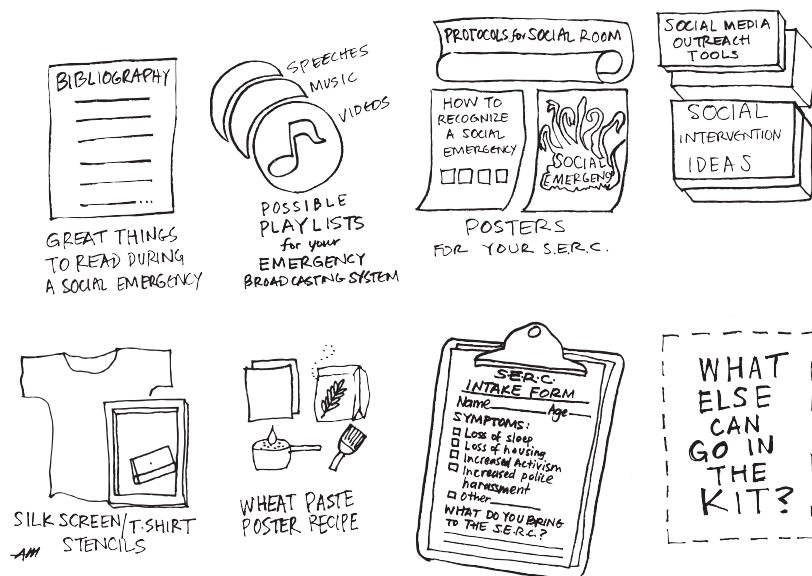 BIBLIOGRAPHY
GREAT THINGS
TO READ DURING
A SOCIAL EMERGENCY
SPEECHES
MUSIC
VIDEOS
POSSIBLE
PLAYLISTS
for your
EMERGENCY
BROADCASTING SYSTEM
PROTOCOLS for SOCIAL ROOM
HOW TO
RECOGNIZE
A SOCIAL
EMERGENCY
SOCIAL
EMERGENCY
POSTERS
FOR YOUR S.E.R.C.
SOCIAL MEDIA
OUTREACH
TOOLS
SOCIAL
INTERVENTION
IDEAS
SILK SCREEN/T-SHIRT
STENCILS
AM
WHEAT PASTE
POSTER RECIPE
S.E.R.C.
INTAKE FORM
Name Age
SYMPTOMS:
Loss of sleep
Loss of housing
Increased Activism
Increased police
harassment
Other
WHAT DO YOU BRING
TO THE S.E.R.C.?
WHAT
ELSE
CAN
GO IN
THE
KIT?